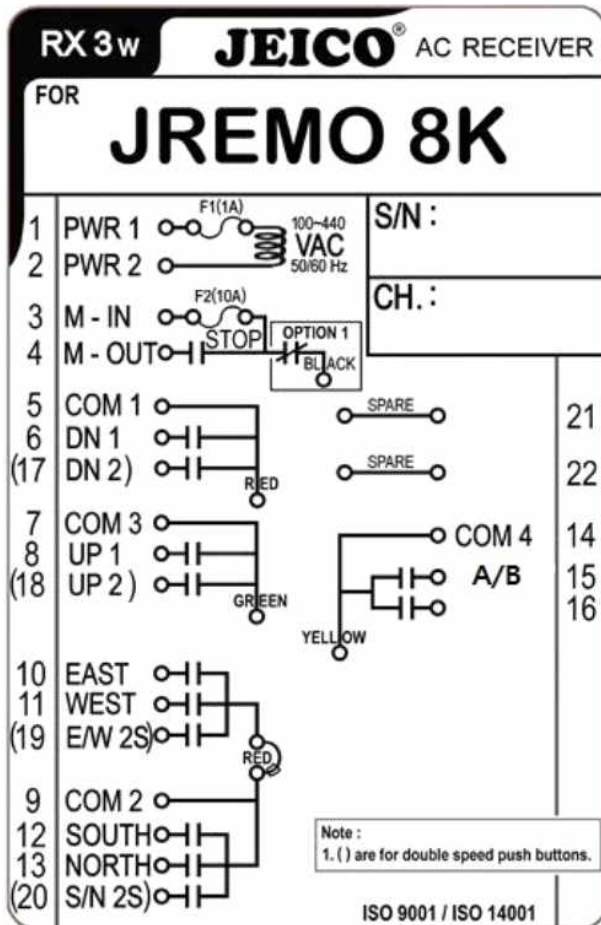 RX 3 W JEICO® AC RECEIVER
FOR
JREMO 8K
S/N :
CH. :
1 PWR 1 F1(1A) 100~440
VAC
2 PWR 2 50/60 Hz
3 M - IN F2(10A)
4 M - OUT STOP OPTION 1
BLACK
5 COM 1
6 DN 1
(17 DN 2)
RED
7 COM 3
8 UP 1
(18 UP 2 )
GREEN
SPARE 21
SPARE 22
COM 4 14
A/B 15
16
YELLOW
10 EAST
11 WEST
(19 E/W 2S)
RED
9 COM 2
12 SOUTH
13 NORTH
(20 S/N 2S)
Note :
1. ( ) are for double speed push buttons.
ISO 9001 / ISO 14001